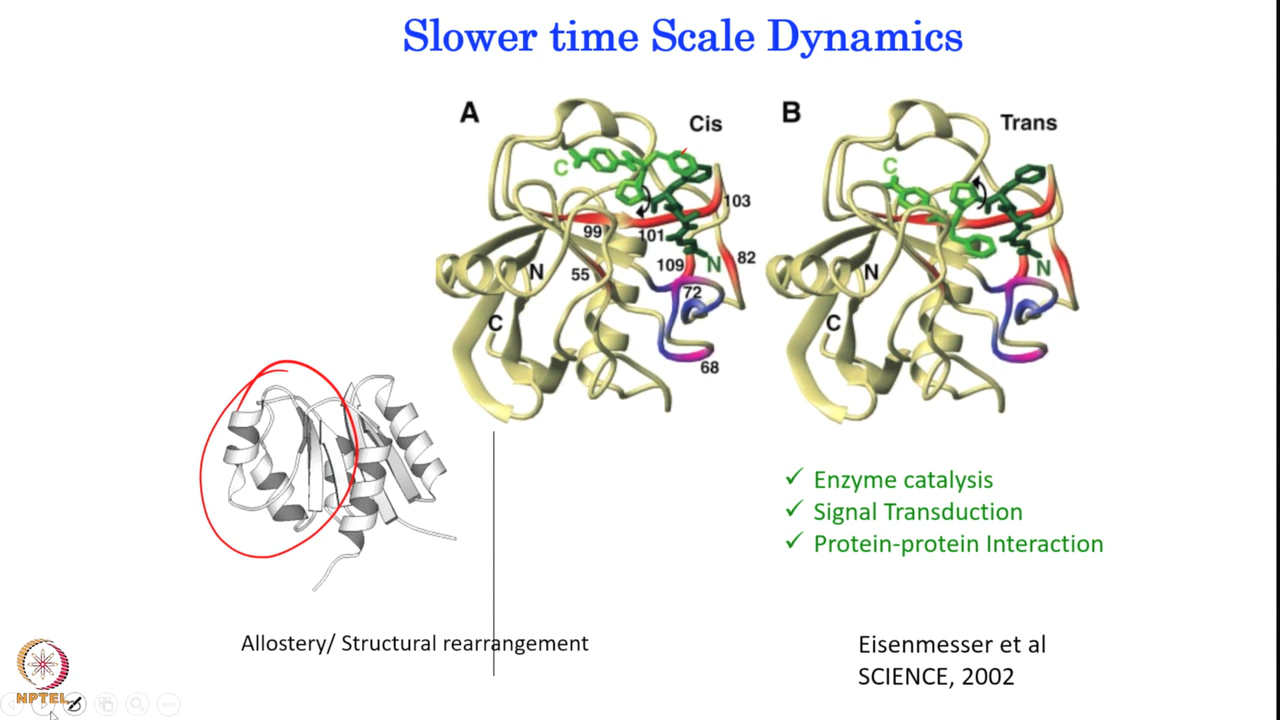 Slower time Scale Dynamics
A
Cis
C
103
99
101
N
55
109
N
82
72
C
68
B
Trans
C
N
N
C
✓ Enzyme catalysis
✓ Signal Transduction
✓ Protein-protein Interaction
Allostery/ Structural rearrangement
Eisenmesser et al
SCIENCE, 2002
NPTEL